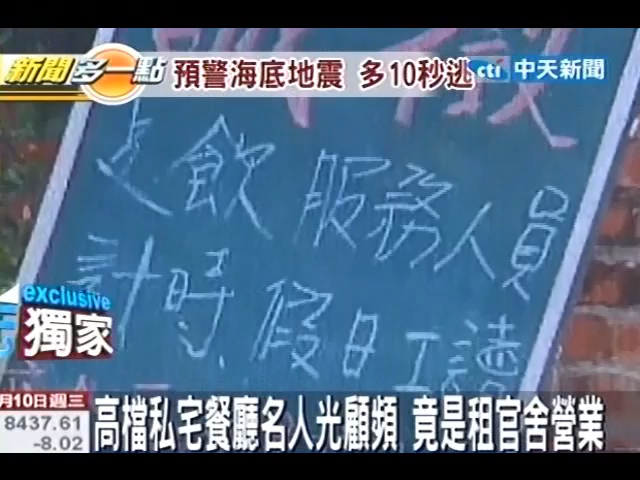 新聞多一點
預警海底地震 多10秒逃
cti 中天新聞
飲 服務人員
計時、假日工讀
exclusive
獨家
月10日週三
8437.61
-8.02
高檔私宅餐廳名人光顧頻 竟是租官舍營業